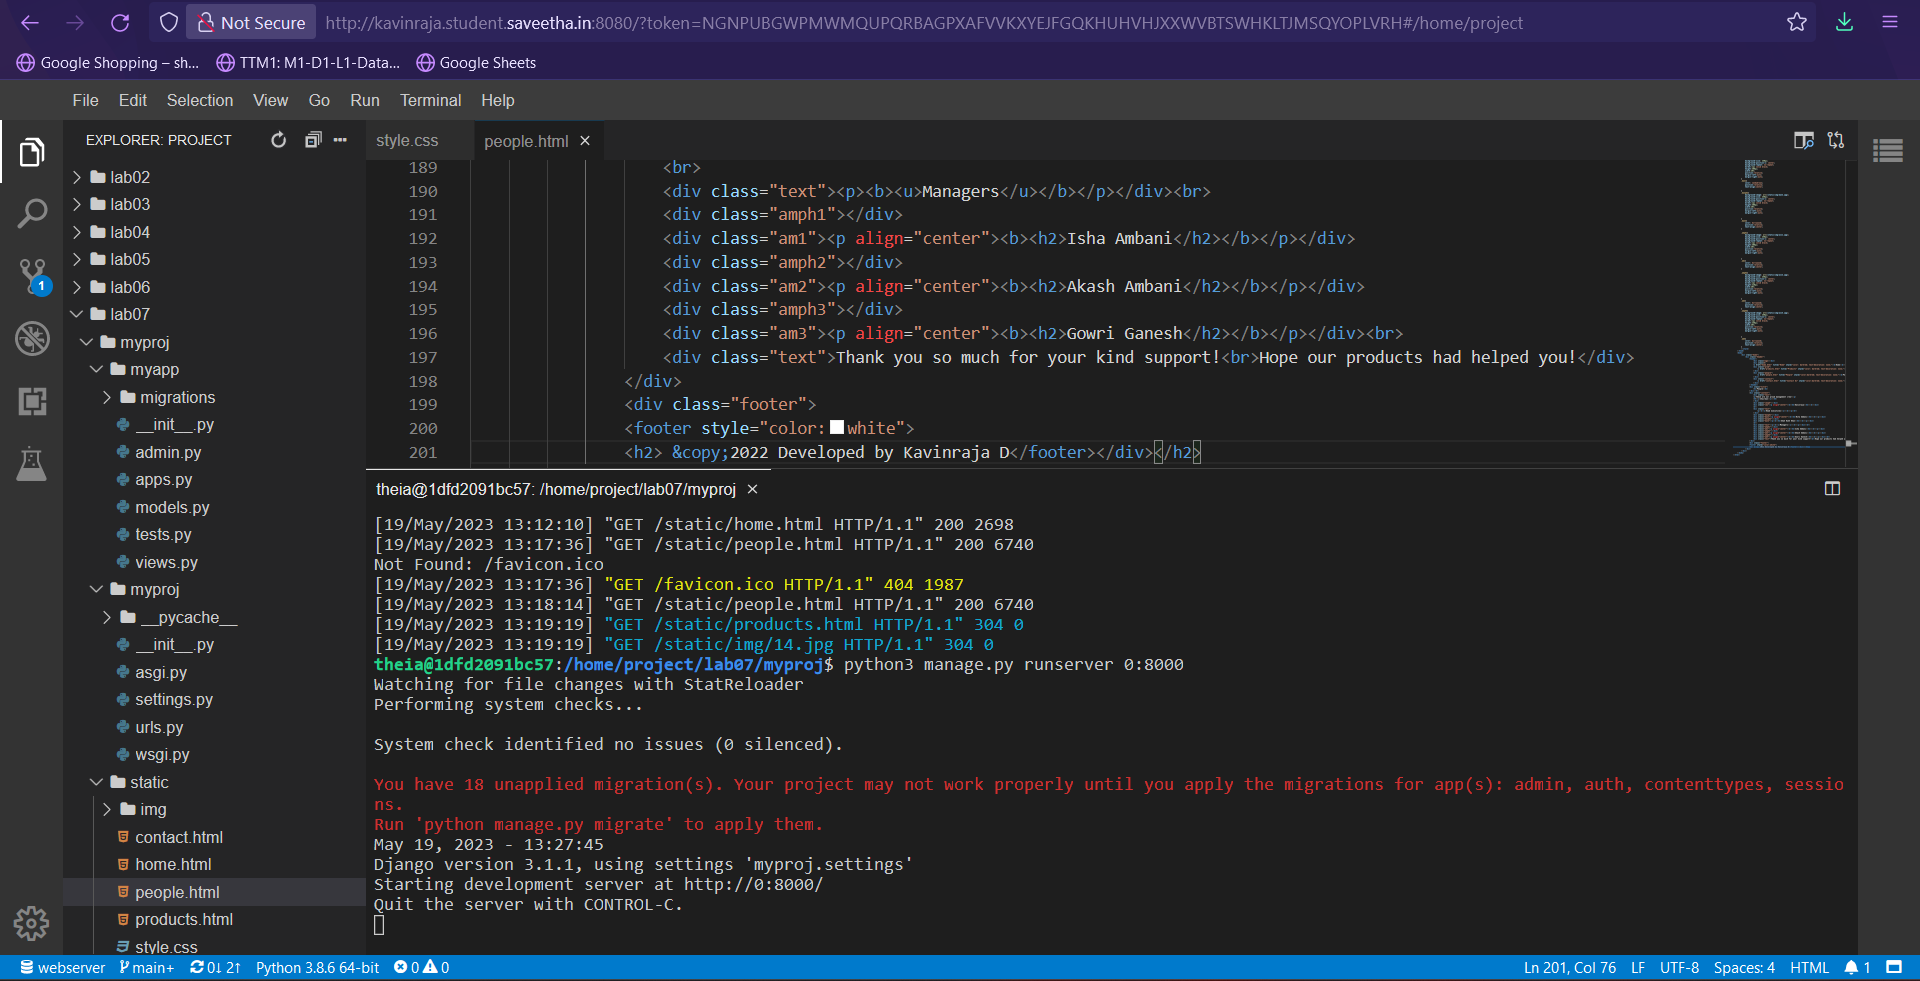 Not Secure http://kavinraja.student.saveetha.in:8080/?token=NGNPUBGWPMWMQUPQRBAGPXAFVVKXYEJFGQKHUHVHJXXWVBTSWHKLTJMSQYOPLVRH#/home/project
Google Shopping – sh... TTM1: M1-D1-L1-Data... Google Sheets
File Edit Selection View Go Run Terminal Help
EXPLORER: PROJECT
lab02
lab03
lab04
lab05
lab06
lab07
myproj
myapp
migrations
__init__.py
admin.py
apps.py
models.py
tests.py
views.py
myproj
__pycache__
__init__.py
asgi.py
settings.py
urls.py
wsgi.py
static
img
contact.html
home.html
people.html
products.html
style.css
1
style.css people.html
189 <br>
190 <div class="text"><p><b><u>Managers</u></b></p></div><br>
191 <div class="amph1"></div>
192 <div class="am1"><p align="center"><b><h2>Isha Ambani</h2></b></p></div>
193 <div class="amph2"></div>
194 <div class="am2"><p align="center"><b><h2>Akash Ambani</h2></b></p></div>
195 <div class="amph3"></div>
196 <div class="am3"><p align="center"><b><h2>Gowri Ganesh</h2></b></p></div><br>
197 <div class="text">Thank you so much for your kind support!<br>Hope our products had helped you!</div>
198 </div>
199 <div class="footer">
200 <footer style="color:white">
201 <h2> &copy;2022 Developed by Kavinraja D</footer></div></h2>
theia@1dfd2091bc57: /home/project/lab07/myproj
[19/May/2023 13:12:10] "GET /static/home.html HTTP/1.1" 200 2698
[19/May/2023 13:17:36] "GET /static/people.html HTTP/1.1" 200 6740
Not Found: /favicon.ico
[19/May/2023 13:17:36] "GET /favicon.ico HTTP/1.1" 404 1987
[19/May/2023 13:18:14] "GET /static/people.html HTTP/1.1" 200 6740
[19/May/2023 13:19:19] "GET /static/products.html HTTP/1.1" 304 0
[19/May/2023 13:19:19] "GET /static/img/14.jpg HTTP/1.1" 304 0
theia@1dfd2091bc57:/home/project/lab07/myproj$ python3 manage.py runserver 0:8000
Watching for file changes with StatReloader
Performing system checks...
System check identified no issues (0 silenced).
You have 18 unapplied migration(s). Your project may not work properly until you apply the migrations for app(s): admin, auth, contenttypes, sessio
ns.
Run 'python manage.py migrate' to apply them.
May 19, 2023 - 13:27:45
Django version 3.1.1, using settings 'myproj.settings'
Starting development server at http://0:8000/
Quit the server with CONTROL-C.
webserver main+ 0↓ 2↑ Python 3.8.6 64-bit 0 0 Ln 201, Col 76 LF UTF-8 Spaces: 4 HTML 1